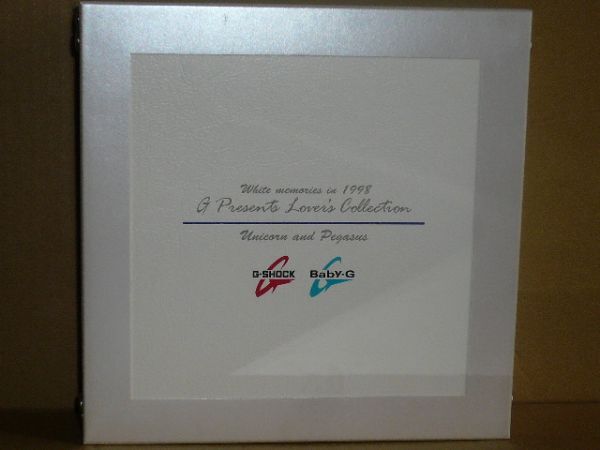 White memories in 1998
G Presents Lover's Collection
Unicorn and Pegasus
G-SHOCK Baby-G